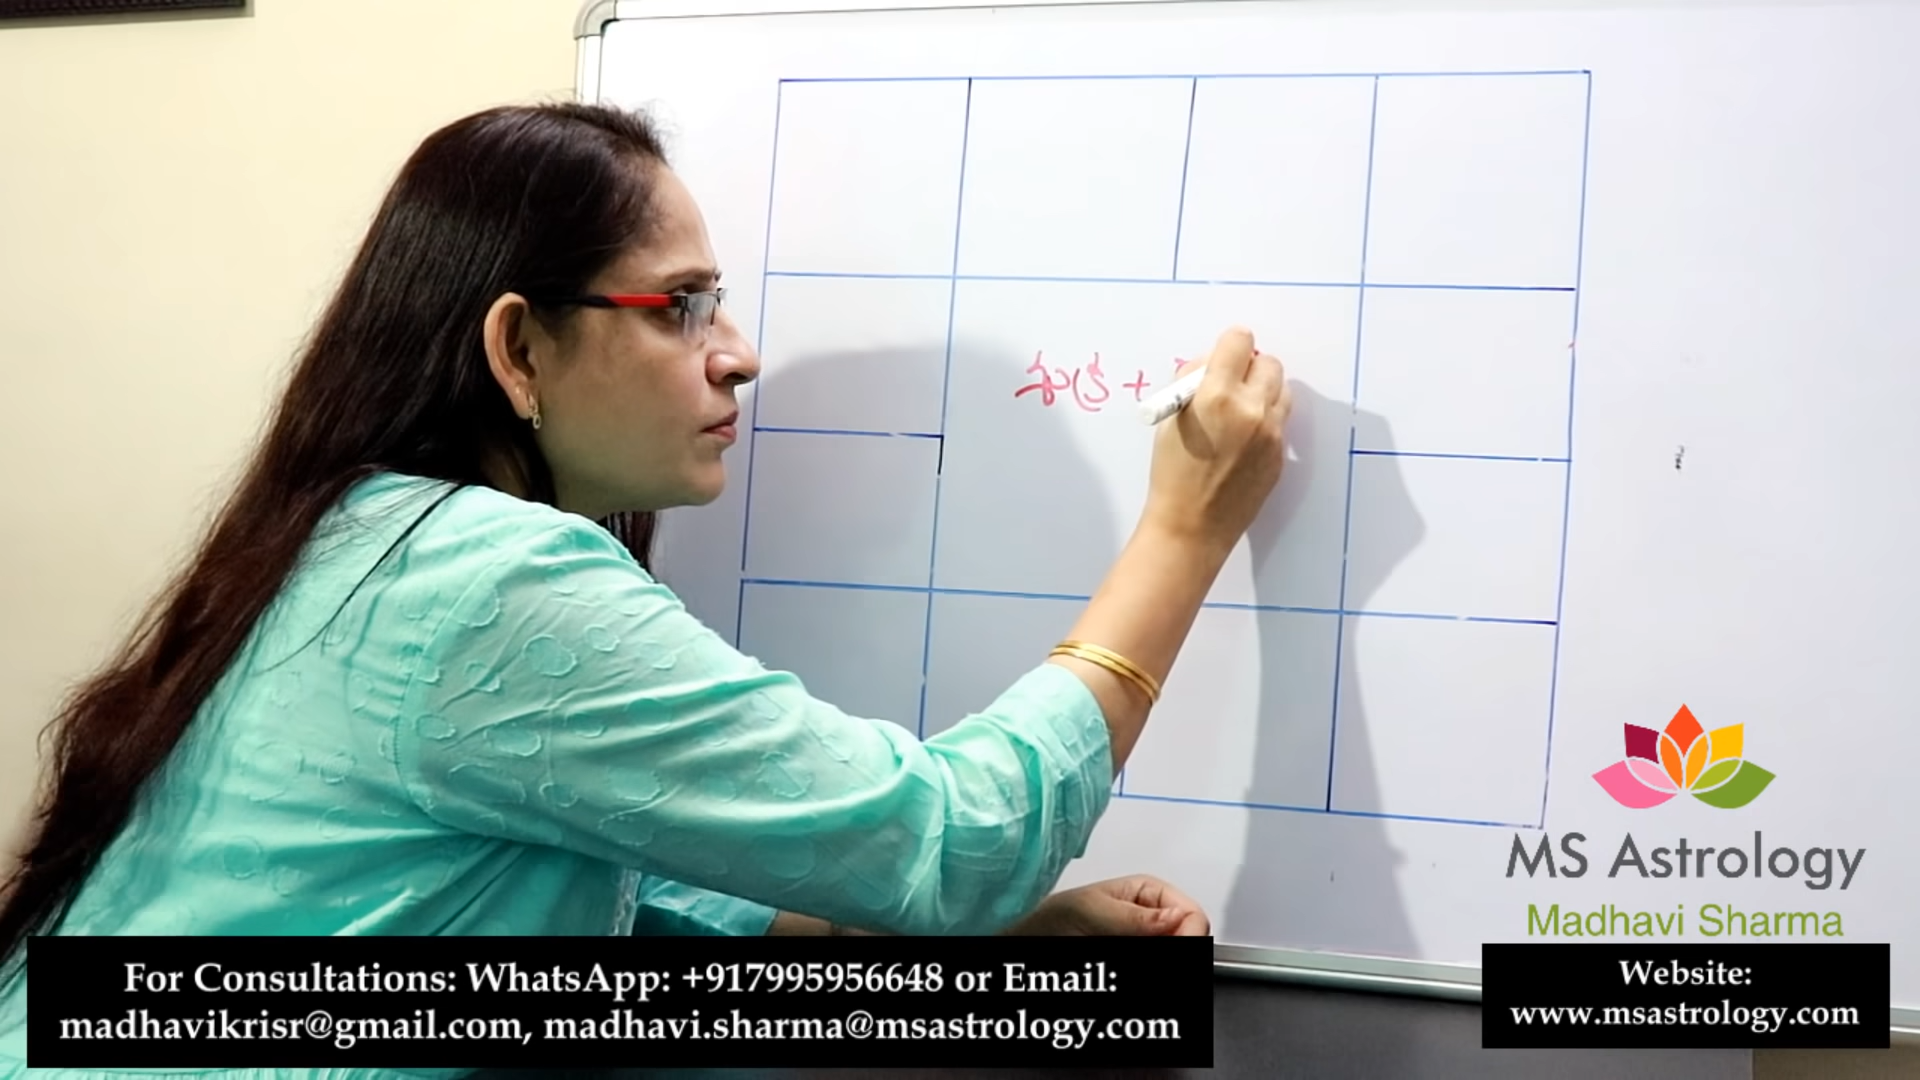 శుక్ర +
MS Astrology
Madhavi Sharma
For Consultations: WhatsApp: +917995956648 or Email:
madhavikrisr@gmail.com, madhavi.sharma@msastrology.com
Website:
www.msastrology.com